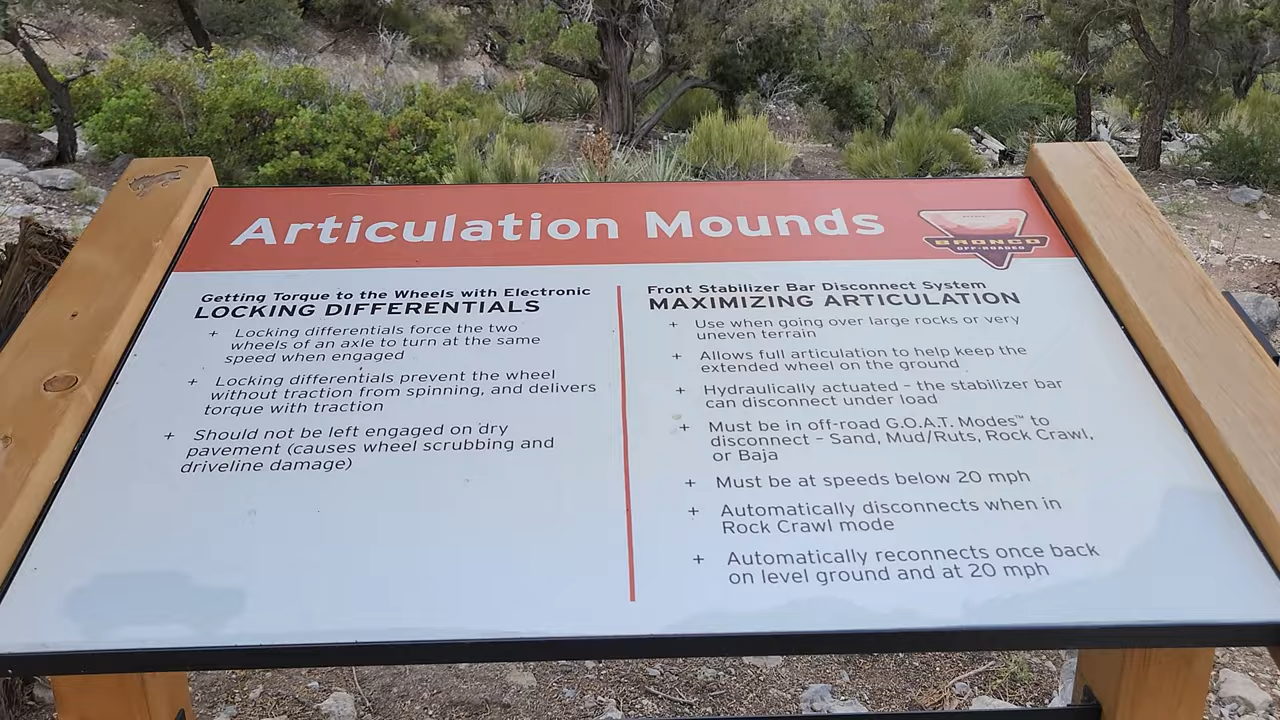 Articulation Mounds
BRONCO
OFF-ROADEO
Getting Torque to the Wheels with Electronic
LOCKING DIFFERENTIALS
+ Locking differentials force the two
wheels of an axle to turn at the same
speed when engaged
+ Locking differentials prevent the wheel
without traction from spinning, and delivers
torque with traction
+ Should not be left engaged on dry
pavement (causes wheel scrubbing and
driveline damage)
Front Stabilizer Bar Disconnect System
MAXIMIZING ARTICULATION
+ Use when going over large rocks or very
uneven terrain
+ Allows full articulation to help keep the
extended wheel on the ground
+ Hydraulically actuated – the stabilizer bar
can disconnect under load
+ Must be in off-road G.O.A.T. Modes™ to
disconnect – Sand, Mud/Ruts, Rock Crawl,
or Baja
+ Must be at speeds below 20 mph
+ Automatically disconnects when in
Rock Crawl mode
+ Automatically reconnects once back
on level ground and at 20 mph